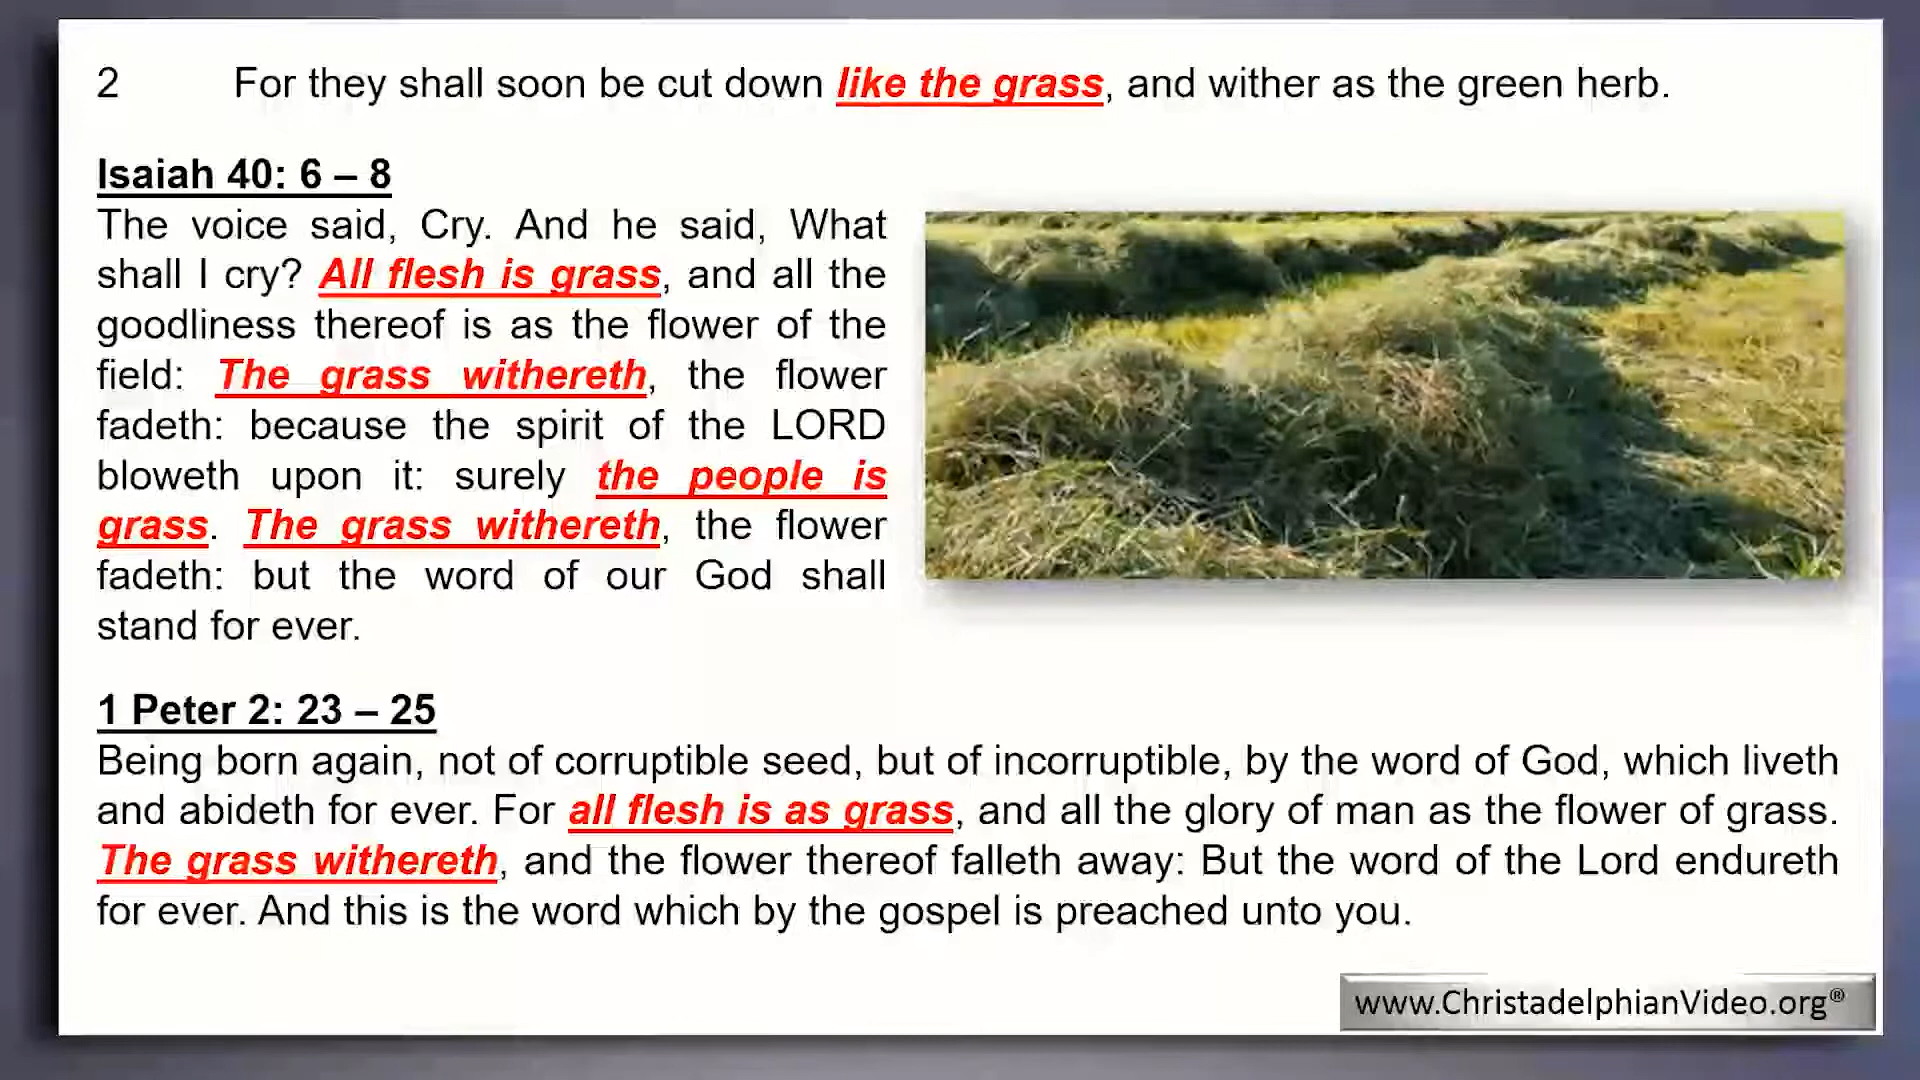 2 For they shall soon be cut down like the grass, and wither as the green herb.
Isaiah 40: 6 – 8
The voice said, Cry. And he said, What
shall I cry? All flesh is grass, and all the
goodliness thereof is as the flower of the
field: The grass withereth, the flower
fadeth: because the spirit of the LORD
bloweth upon it: surely the people is
grass. The grass withereth, the flower
fadeth: but the word of our God shall
stand for ever.
1 Peter 2: 23 – 25
Being born again, not of corruptible seed, but of incorruptible, by the word of God, which liveth
and abideth for ever. For all flesh is as grass, and all the glory of man as the flower of grass.
The grass withereth, and the flower thereof falleth away: But the word of the Lord endureth
for ever. And this is the word which by the gospel is preached unto you.
www.ChristadelphianVideo.org®